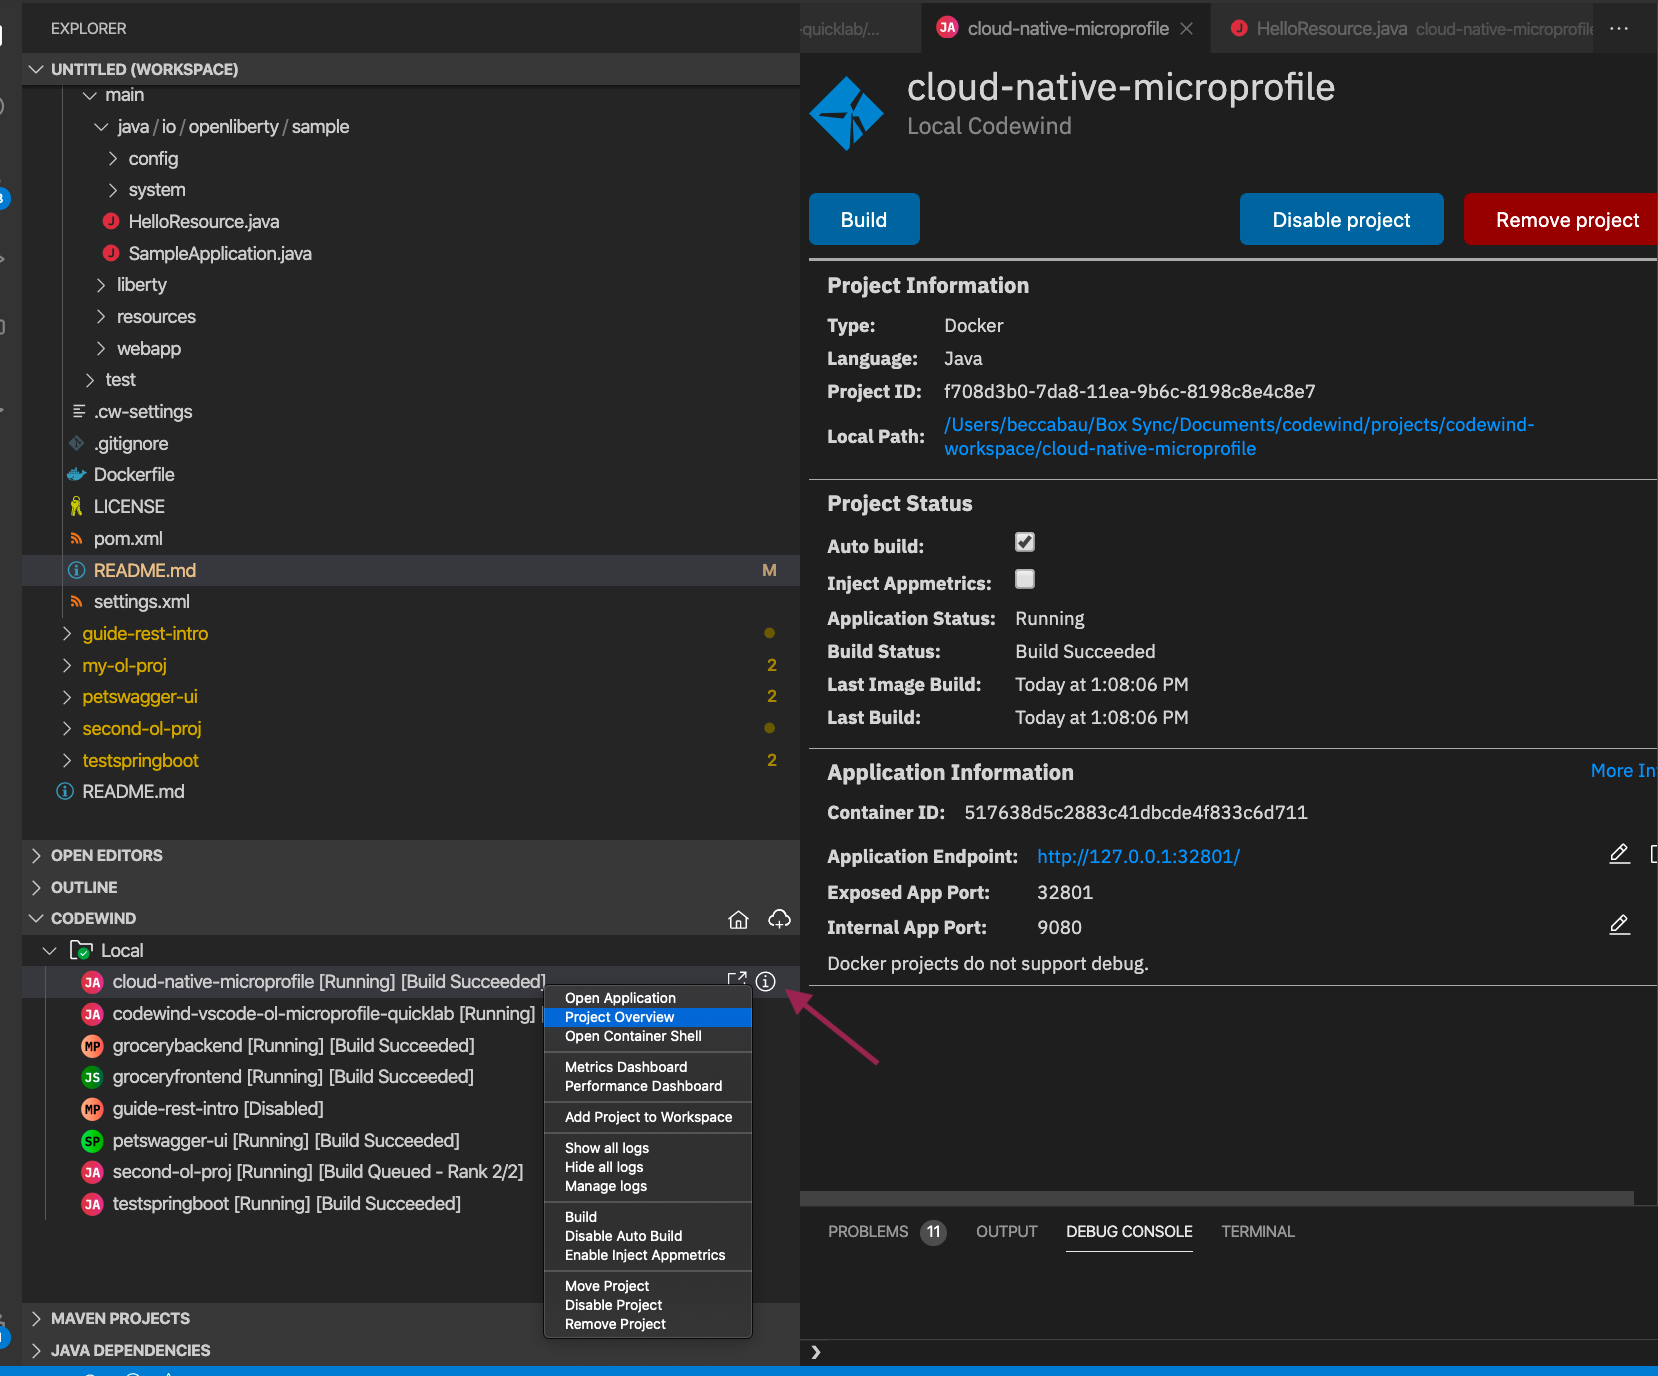 EXPLORER
UNTITLED (WORKSPACE)
main
java / io / openliberty / sample
config
system
HelloResource.java
SampleApplication.java
liberty
resources
webapp
test
.cw-settings
.gitignore
Dockerfile
LICENSE
pom.xml
README.md M
settings.xml
guide-rest-intro
my-ol-proj 2
petswagger-ui 2
second-ol-proj
testspringboot 2
README.md
OPEN EDITORS
OUTLINE
CODEWIND
Local
JA cloud-native-microprofile [Running] [Build Succeeded]
JA codewind-vscode-ol-microprofile-quicklab [Running] [
MP grocerybackend [Running] [Build Succeeded]
JS groceryfrontend [Running] [Build Succeeded]
MP guide-rest-intro [Disabled]
SP petswagger-ui [Running] [Build Succeeded]
JA second-ol-proj [Running] [Build Queued - Rank 2/2]
JA testspringboot [Running] [Build Succeeded]
MAVEN PROJECTS
JAVA DEPENDENCIES
Open Application
Project Overview
Open Container Shell
Metrics Dashboard
Performance Dashboard
Add Project to Workspace
Show all logs
Hide all logs
Manage logs
Build
Disable Auto Build
Enable Inject Appmetrics
Move Project
Disable Project
Remove Project
-quicklab/...
JA cloud-native-microprofile
J HelloResource.java cloud-native-microprofile
cloud-native-microprofile
Local Codewind
Build
Disable project
Remove project
Project Information
Type: Docker
Language: Java
Project ID: f708d3b0-7da8-11ea-9b6c-8198c8e4c8e7
Local Path: /Users/beccabau/Box Sync/Documents/codewind/projects/codewind-
workspace/cloud-native-microprofile
Project Status
Auto build:
Inject Appmetrics:
Application Status: Running
Build Status: Build Succeeded
Last Image Build: Today at 1:08:06 PM
Last Build: Today at 1:08:06 PM
Application Information More In
Container ID: 517638d5c2883c41dbcde4f833c6d711
Application Endpoint: http://127.0.0.1:32801/
Exposed App Port: 32801
Internal App Port: 9080
Docker projects do not support debug.
PROBLEMS 11 OUTPUT DEBUG CONSOLE TERMINAL